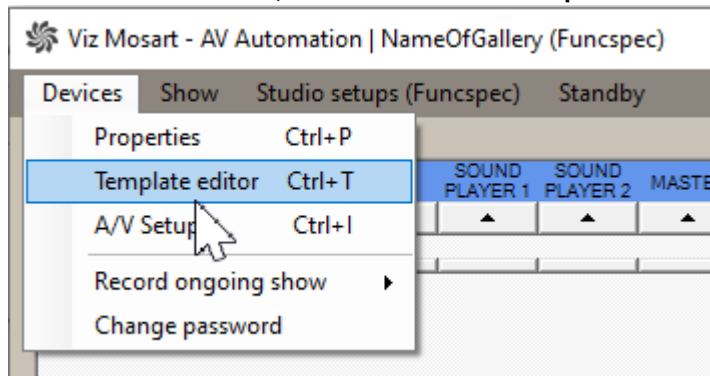 Viz Mosart - AV Automation | NameOfGallery (Funcspec)
Devices Show Studio setups (Funcspec) Standby
Properties Ctrl+P
Template editor Ctrl+T
A/V Setup Ctrl+I
Record ongoing show
Change password
SOUND PLAYER 1
SOUND PLAYER 2